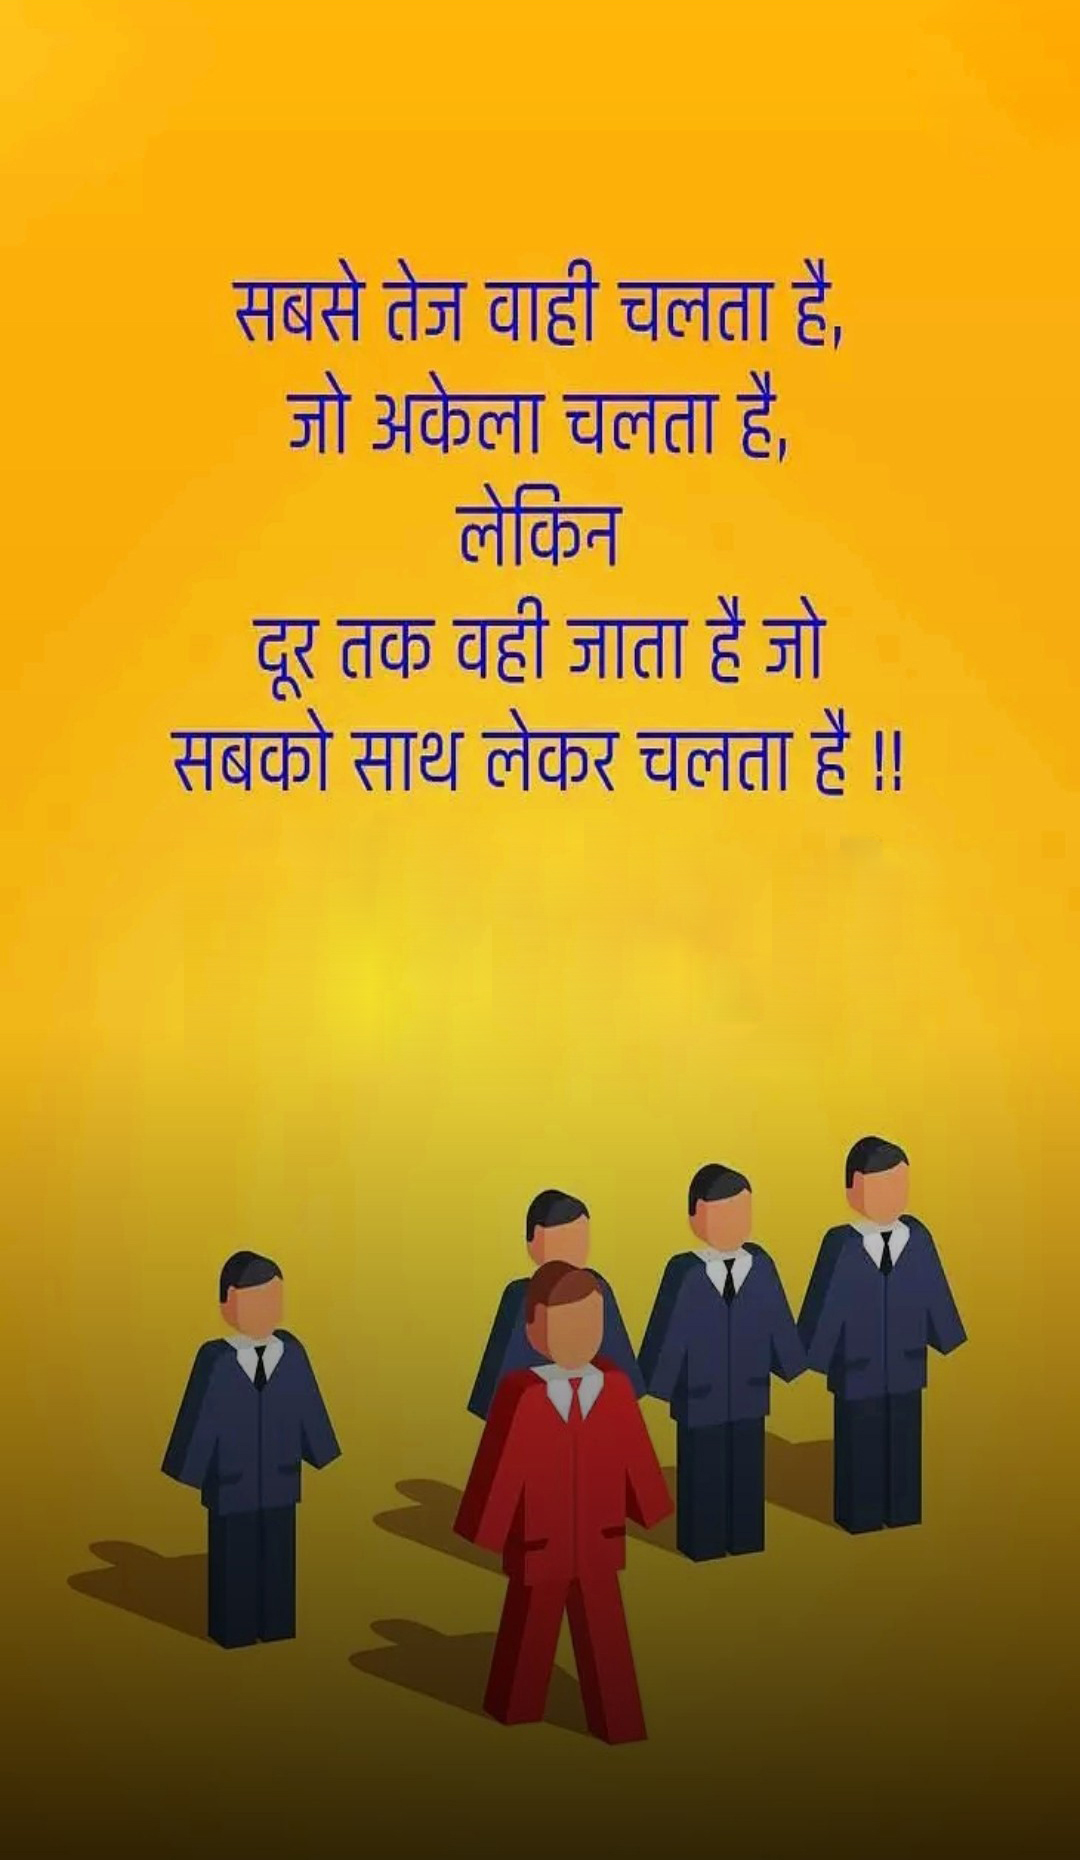 सबसे तेज वाही चलता है,
जो अकेला चलता है,
लेकिन
दूर तक वही जाता है जो
सबको साथ लेकर चलता है !!